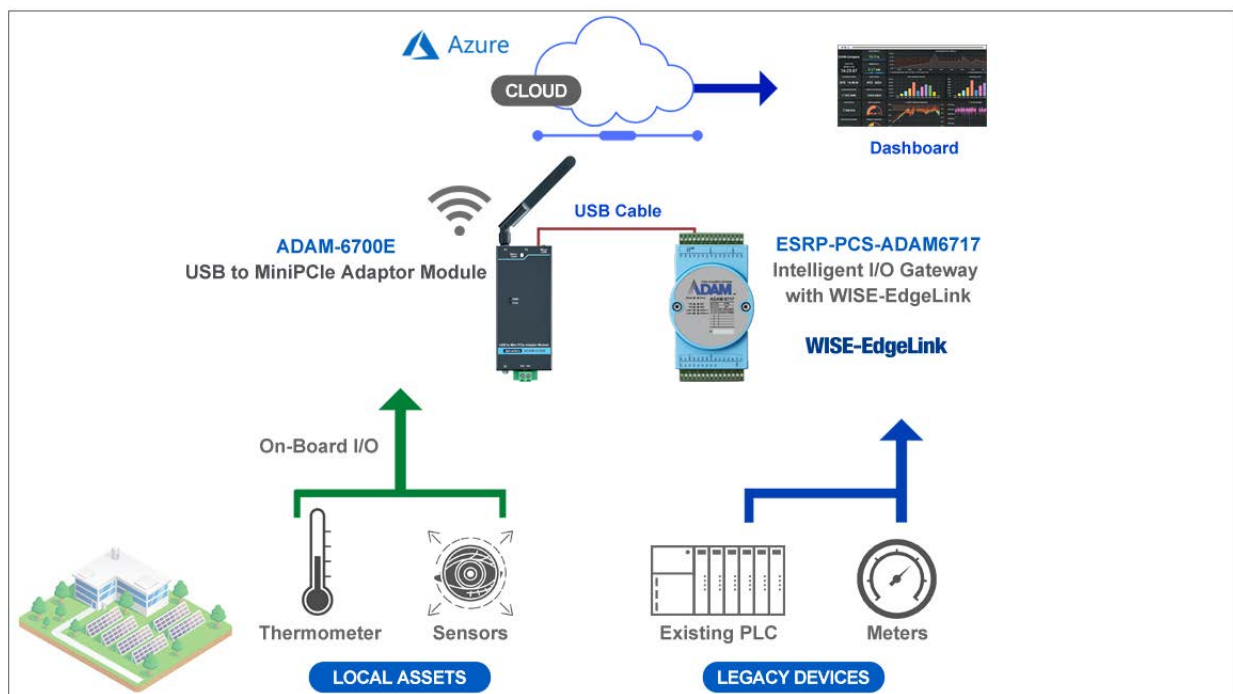 Azure
CLOUD
Dashboard
USB Cable
ADAM-6700E
USB to MiniPCIe Adaptor Module
ESRP-PCS-ADAM6717
Intelligent I/O Gateway
with WISE-EdgeLink
ADAM
WISE-EdgeLink
On-Board I/O
Thermometer
Sensors
Existing PLC
Meters
LOCAL ASSETS
LEGACY DEVICES